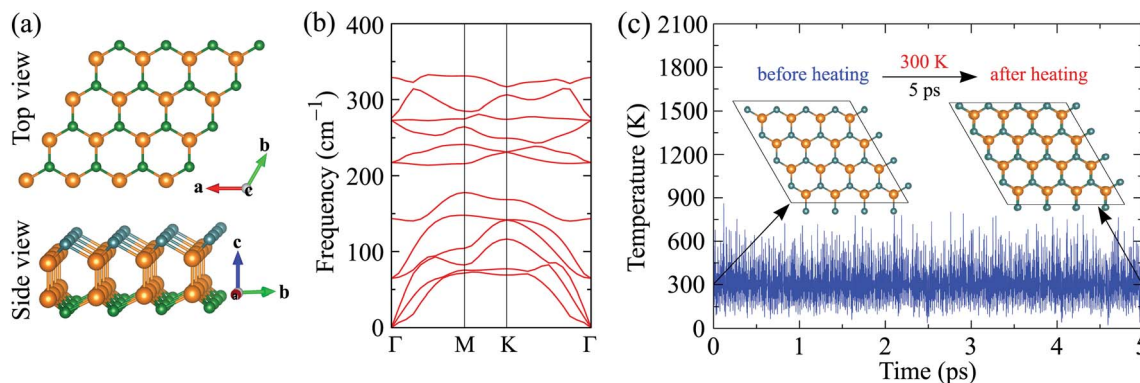 (a)
Top view
a
b
c
Side view
c
b
a
(b)
400
300
200
100
0
Frequency (cm⁻¹)
Γ M K Γ
(c)
2100
1800
1500
1200
900
600
300
0
Temperature (K)
before heating
300 K
5 ps
after heating
0 1 2 3 4 5
Time (ps)